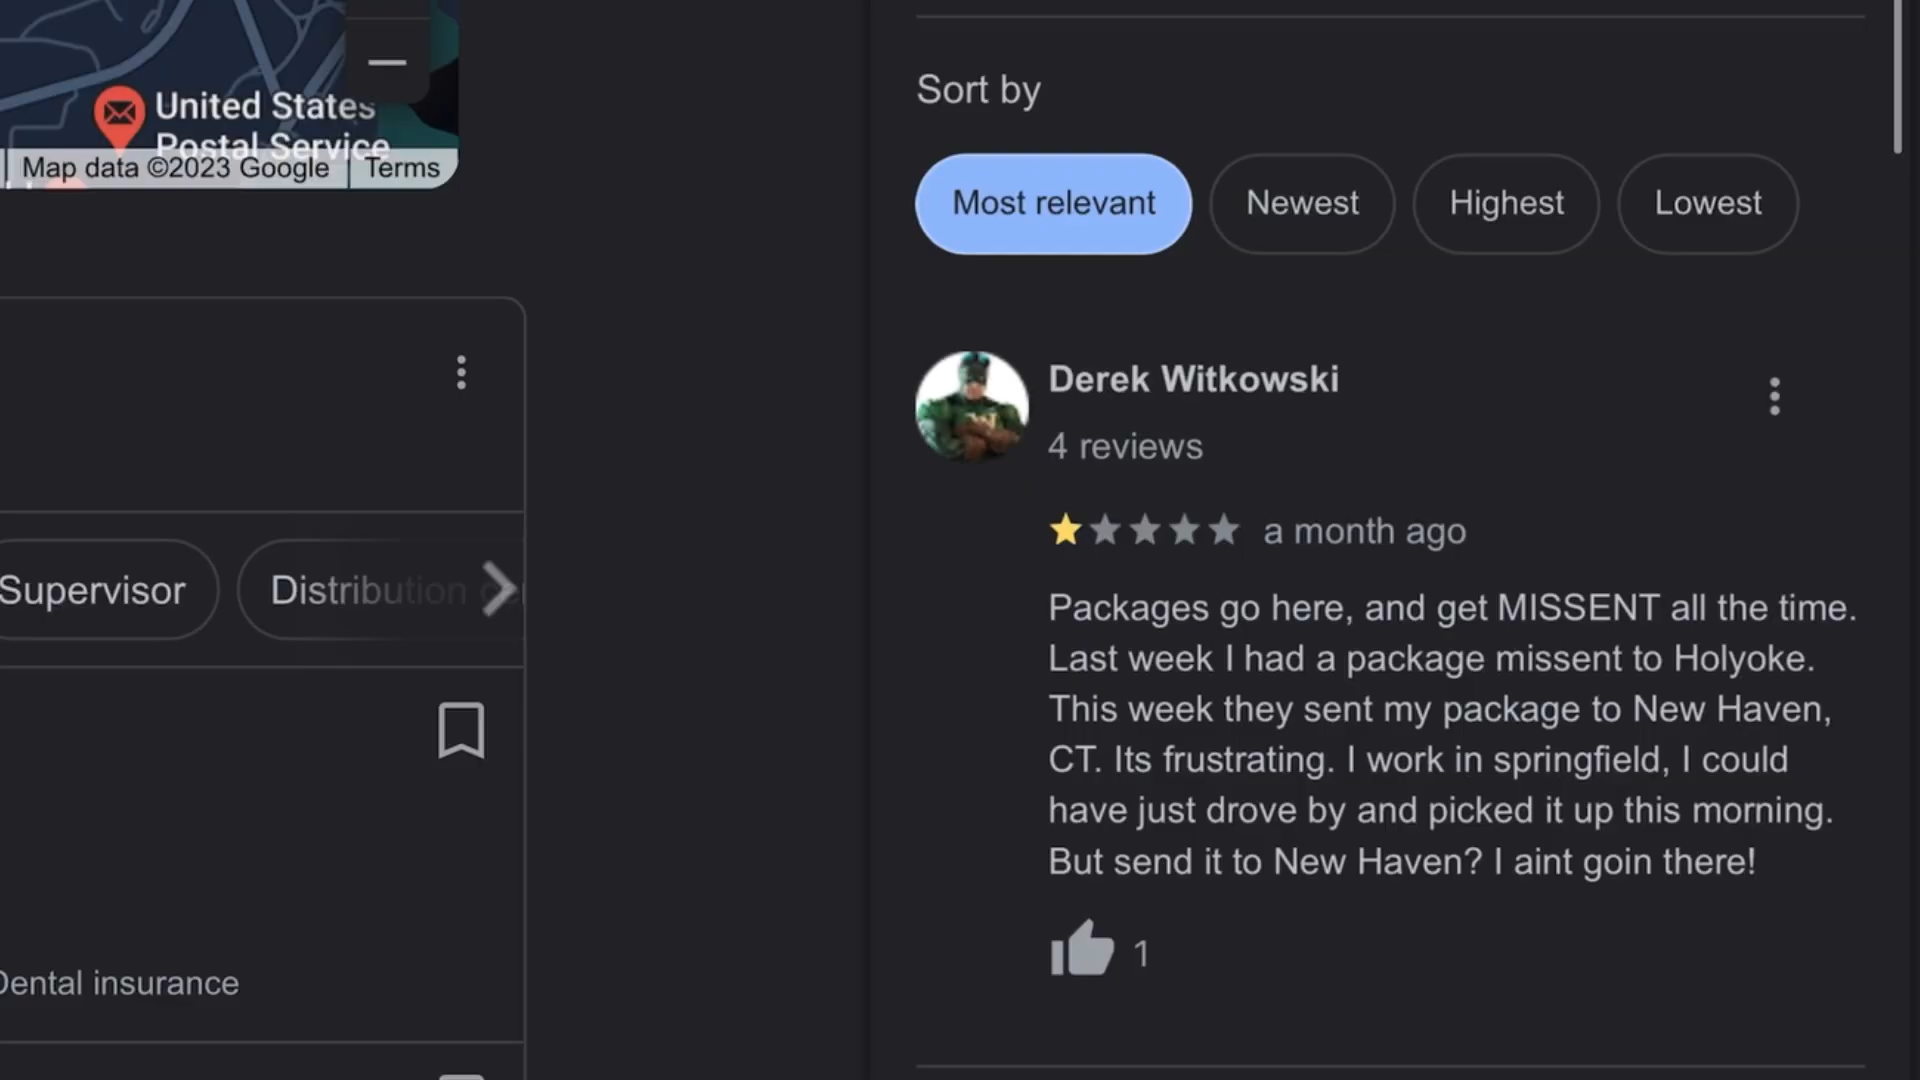 United States
Postal Service
Map data ©2023 Google
Terms
Supervisor
Distribution
Dental insurance
Sort by
Most relevant
Newest
Highest
Lowest
Derek Witkowski
4 reviews
a month ago
Packages go here, and get MISSENT all the time.
Last week I had a package missent to Holyoke.
This week they sent my package to New Haven,
CT. Its frustrating. I work in springfield, I could
have just drove by and picked it up this morning.
But send it to New Haven? I aint goin there!
1